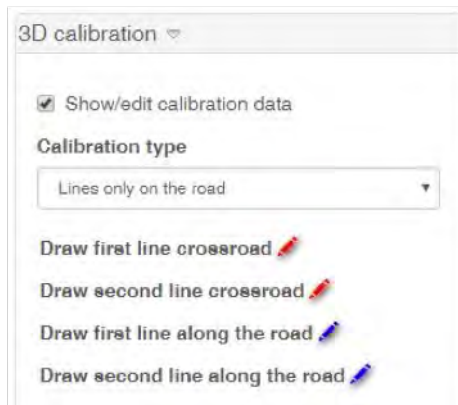 3D calibration
Show/edit calibration data
Calibration type
Lines only on the road
Draw first line crossroad
Draw second line crossroad
Draw first line along the road
Draw second line along the road